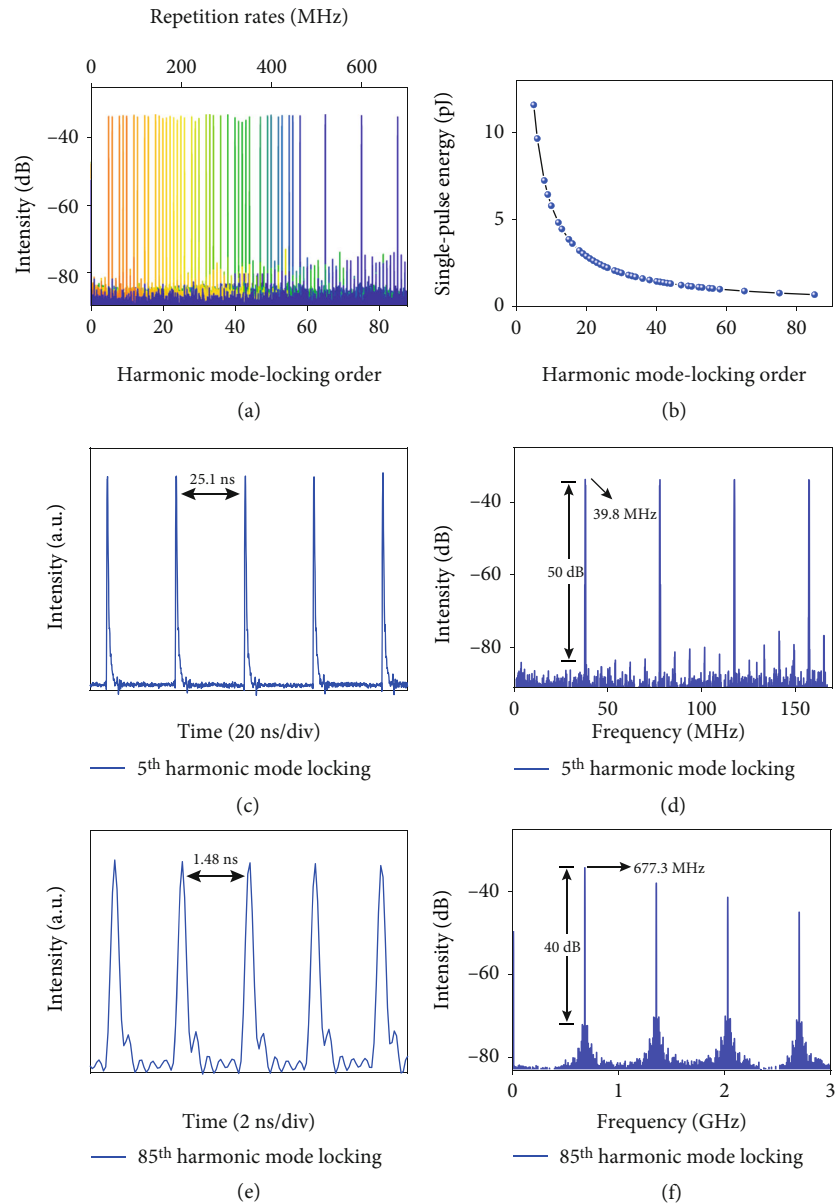 Repetition rates (MHz)
0 200 400 600
Intensity (dB)
−40
−60
−80
0 20 40 60 80
Harmonic mode-locking order
(a)
Single-pulse energy (pJ)
10
5
0
0 20 40 60 80
Harmonic mode-locking order
(b)
Intensity (a.u.)
25.1 ns
Time (20 ns/div)
5th harmonic mode locking
(c)
Intensity (dB)
−40
−60
−80
39.8 MHz
50 dB
0 50 100 150
Frequency (MHz)
5th harmonic mode locking
(d)
Intensity (a.u.)
1.48 ns
Time (2 ns/div)
85th harmonic mode locking
(e)
Intensity (dB)
−40
−60
−80
677.3 MHz
40 dB
0 1 2 3
Frequency (GHz)
85th harmonic mode locking
(f)